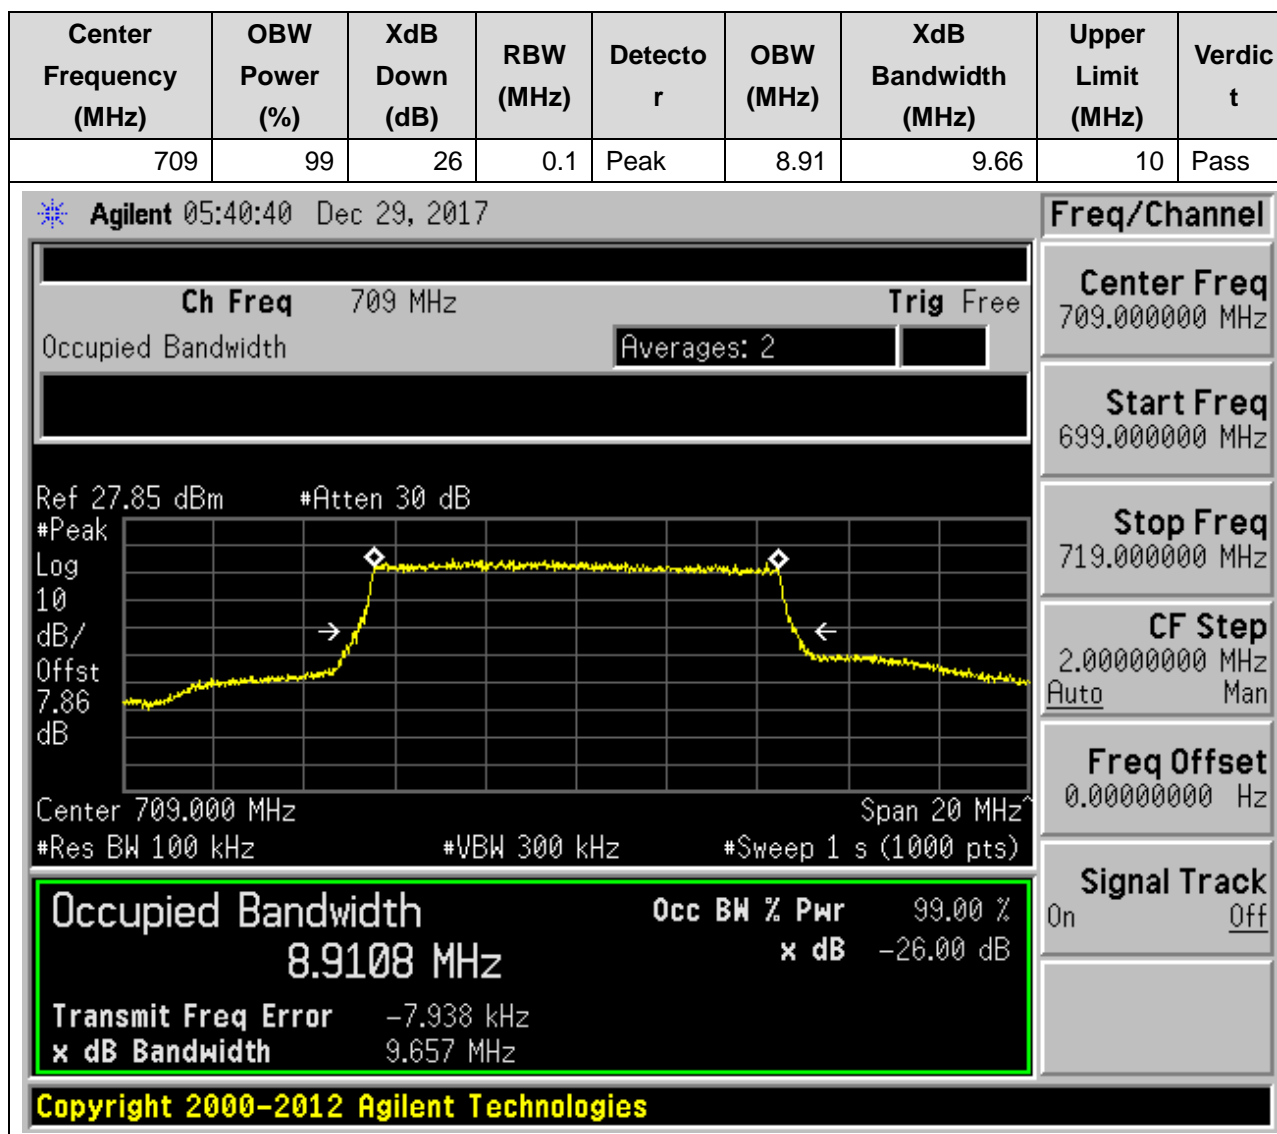 Center Frequency (MHz) OBW Power (%) XdB Down (dB) RBW (MHz) Detecto r OBW (MHz) XdB Bandwidth (MHz) Upper Limit (MHz) Verdic t
709 99 26 0.1 Peak 8.91 9.66 10 Pass
Agilent 05:40:40 Dec 29, 2017
Freq/Channel
Ch Freq 709 MHz Trig Free
Occupied Bandwidth Averages: 2
Ref 27.85 dBm #Atten 30 dB
#Peak
Log
10
dB/
Offst
7.86
dB
Center 709.000 MHz Span 20 MHz^
#Res BW 100 kHz #VBW 300 kHz #Sweep 1 s (1000 pts)
Occupied Bandwidth Occ BW % Pwr 99.00 %
8.9108 MHz x dB -26.00 dB
Transmit Freq Error -7.938 kHz
x dB Bandwidth 9.657 MHz
Center Freq
709.000000 MHz
Start Freq
699.000000 MHz
Stop Freq
719.000000 MHz
CF Step
2.00000000 MHz
Auto Man
Freq Offset
0.00000000 Hz
Signal Track
On Off
Copyright 2000-2012 Agilent Technologies